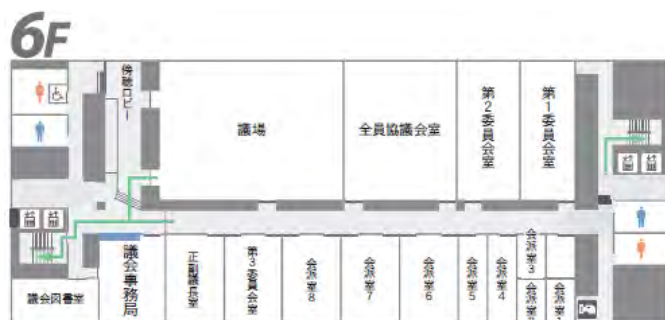 6F
傍聴ロビー
議場
全員協議会室
第2委員会室
第1委員会室
議会図書室
議会事務局
正副議長室
第3委員会室
会派室8
会派室7
会派室6
会派室5
会派室4
会派室3